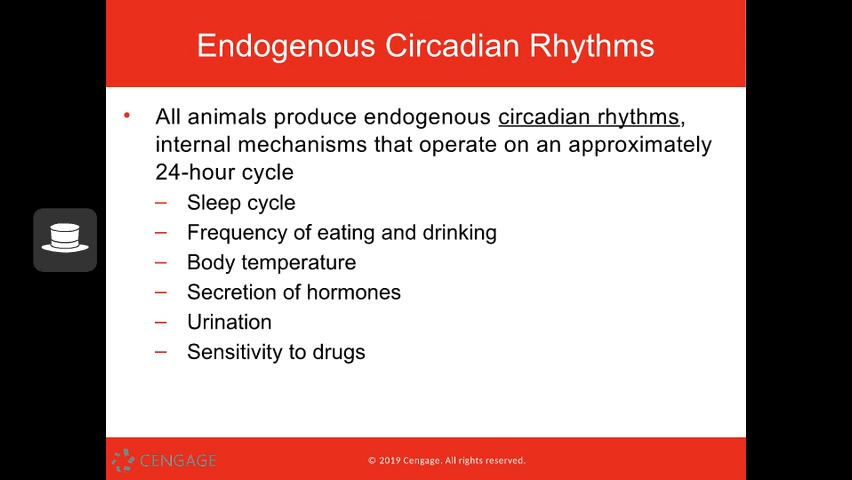 Endogenous Circadian Rhythms
• All animals produce endogenous circadian rhythms,
internal mechanisms that operate on an approximately
24-hour cycle
– Sleep cycle
– Frequency of eating and drinking
– Body temperature
– Secretion of hormones
– Urination
– Sensitivity to drugs
CENGAGE
© 2019 Cengage. All rights reserved.